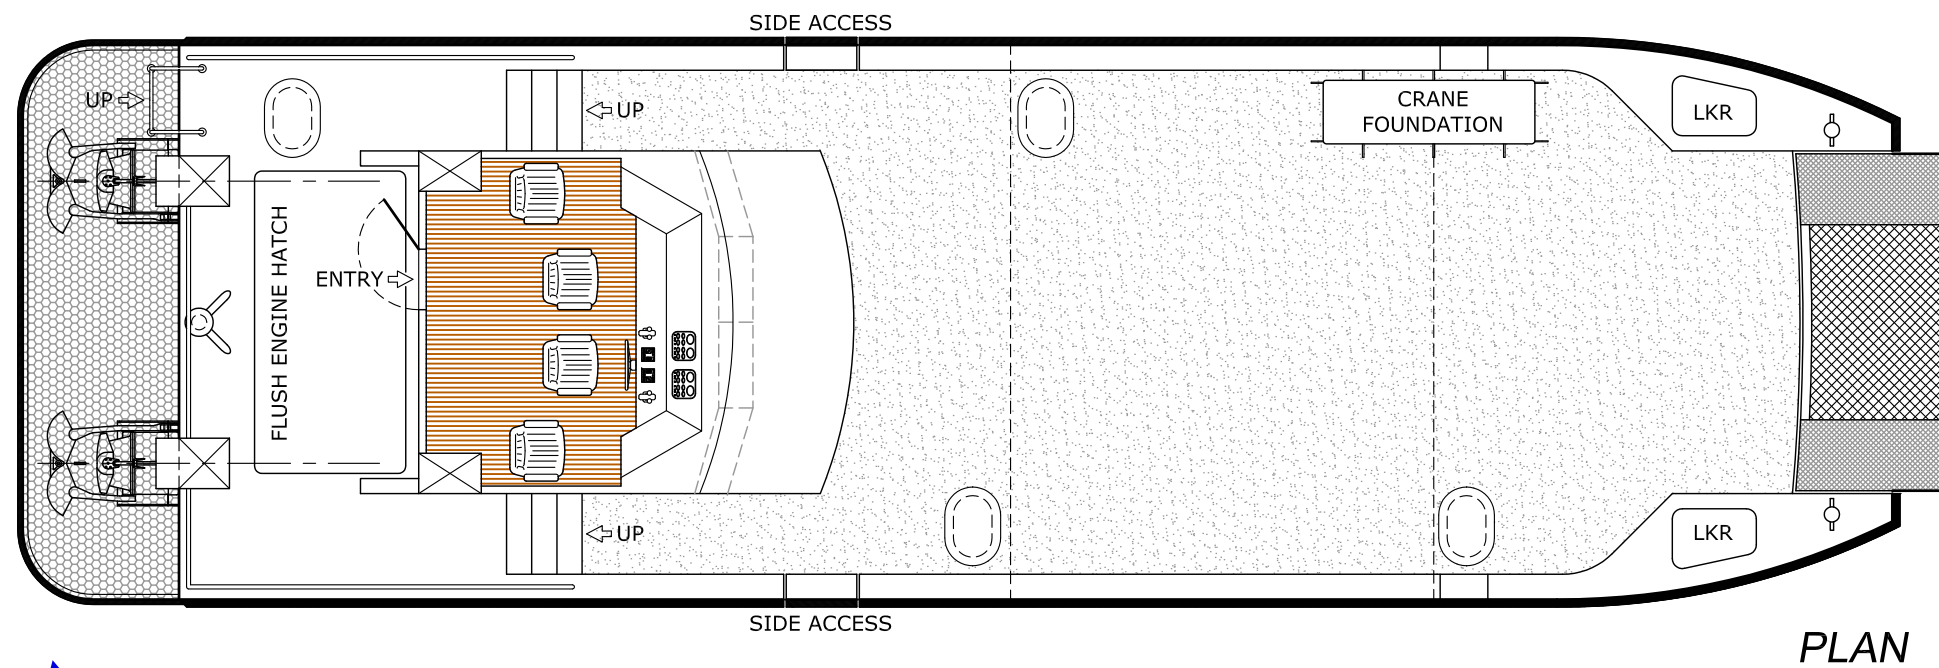 SIDE ACCESS
UP
UP
CRANE
FOUNDATION
LKR
FLUSH ENGINE HATCH
ENTRY
UP
LKR
SIDE ACCESS
PLAN